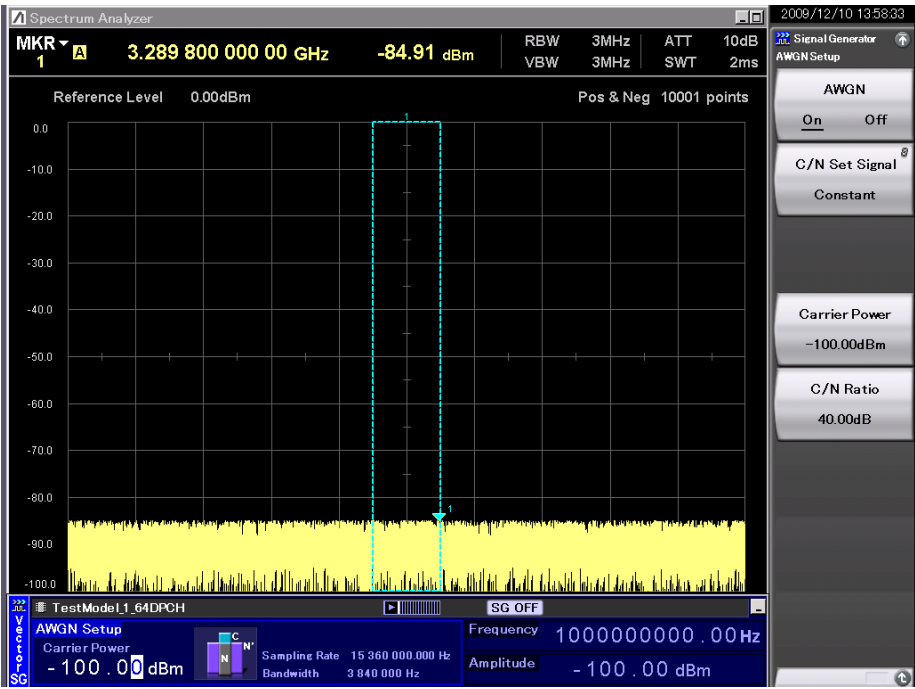 Spectrum Analyzer
2009/12/10 13:58:33
MKR
1
A
3.289 800 000 00 GHz
-84.91 dBm
RBW 3MHz
VBW 3MHz
ATT 10dB
SWT 2ms
Signal Generator
AWGN Setup
Reference Level 0.00dBm
Pos & Neg 10001 points
AWGN
On Off
C/N Set Signal
8
Constant
Carrier Power
-100.00dBm
C/N Ratio
40.00dB
1
0.0
-10.0
-20.0
-30.0
-40.0
-50.0
-60.0
-70.0
-80.0
1
-90.0
-100.0
Vector SG
TestModel_1_64DPCH
SG OFF
AWGN Setup
Carrier Power
-100.00 dBm
C
N
N'
Sampling Rate 15 360 000.000 Hz
Bandwidth 3 840 000 Hz
Frequency 1000000000.00 Hz
Amplitude -100.00 dBm